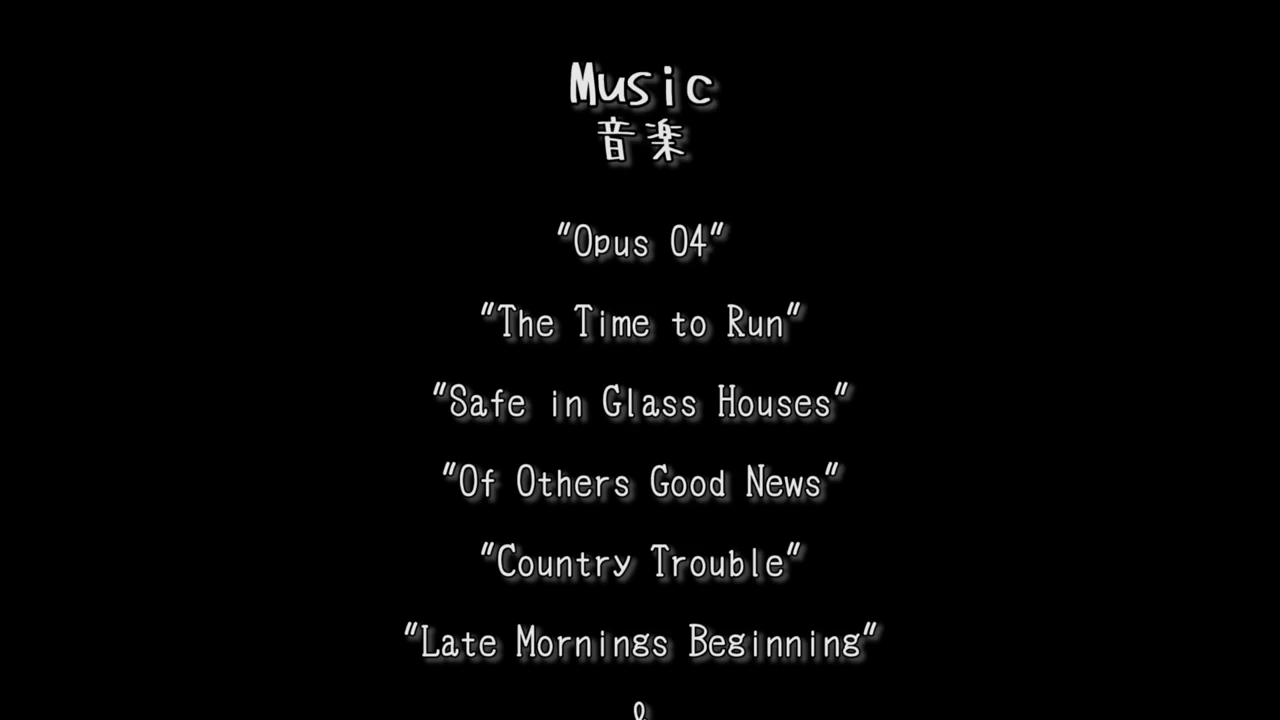 Music
音楽
"Opus 04"
"The Time to Run"
"Safe in Glass Houses"
"Of Others Good News"
"Country Trouble"
"Late Mornings Beginning"